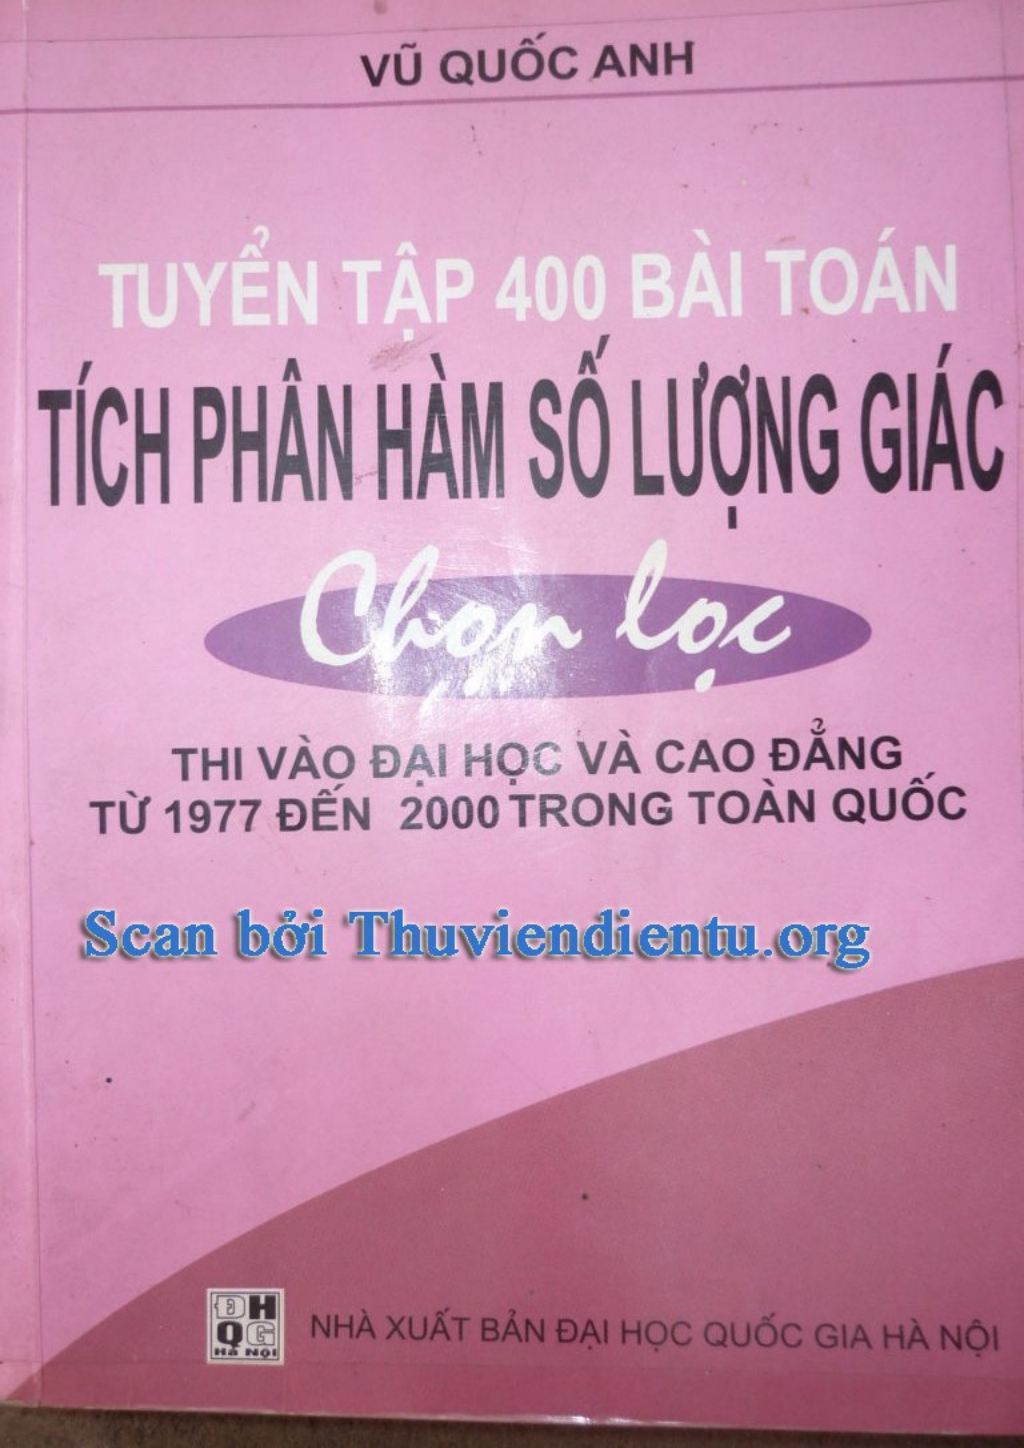 VŨ QUỐC ANH
TUYỂN TẬP 400 BÀI TOÁN
TÍCH PHÂN HÀM SỐ LƯỢNG GIÁC
Chọn lọc
THI VÀO ĐẠI HỌC VÀ CAO ĐẲNG
TỪ 1977 ĐẾN 2000 TRONG TOÀN QUỐC
Scan bởi Thuviendientu.org
ĐH
QG
Hà NộI
NHÀ XUẤT BẢN ĐẠI HỌC QUỐC GIA HÀ NỘI